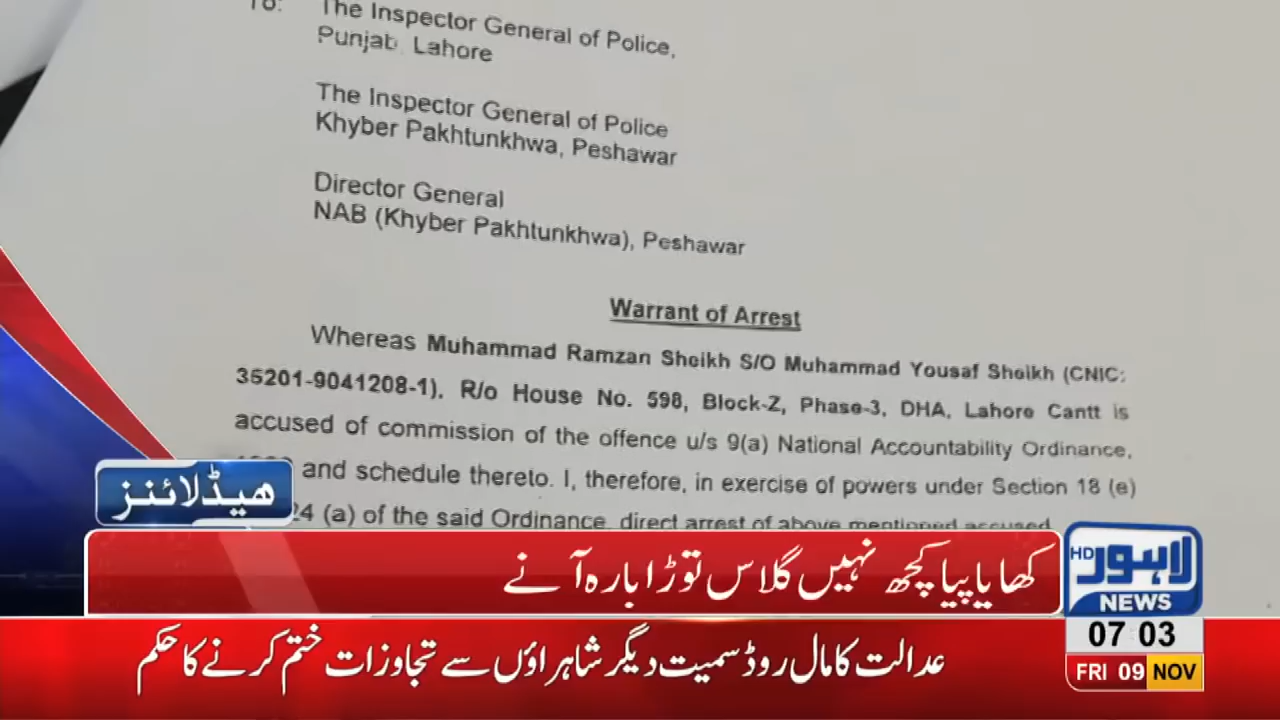 To:
The Inspector General of Police,
Punjab, Lahore
The Inspector General of Police
Khyber Pakhtunkhwa, Peshawar
Director General
NAB (Khyber Pakhtunkhwa), Peshawar
Warrant of Arrest
Whereas Muhammad Ramzan Sheikh S/O Muhammad Yousaf Sheikh (CNIC:
35201-9041208-1), R/o House No. 598, Block-Z, Phase-3, DHA, Lahore Cantt is
accused of commission of the offence u/s 9(a) National Accountability Ordinance,
and schedule thereto. I, therefore, in exercise of powers under Section 18 (e)
24 (a) of the said Ordinance, direct arrest of above mentioned accused
ہیڈلائنز
کھایا پیا کچھ نہیں گلاس توڑا بارہ آنے
HD لاہور
NEWS
07 03
FRI 09 NOV
عدالت کا مال روڈ سمیت دیگر شاہراؤں سے تجاوزات ختم کرنے کا حکم